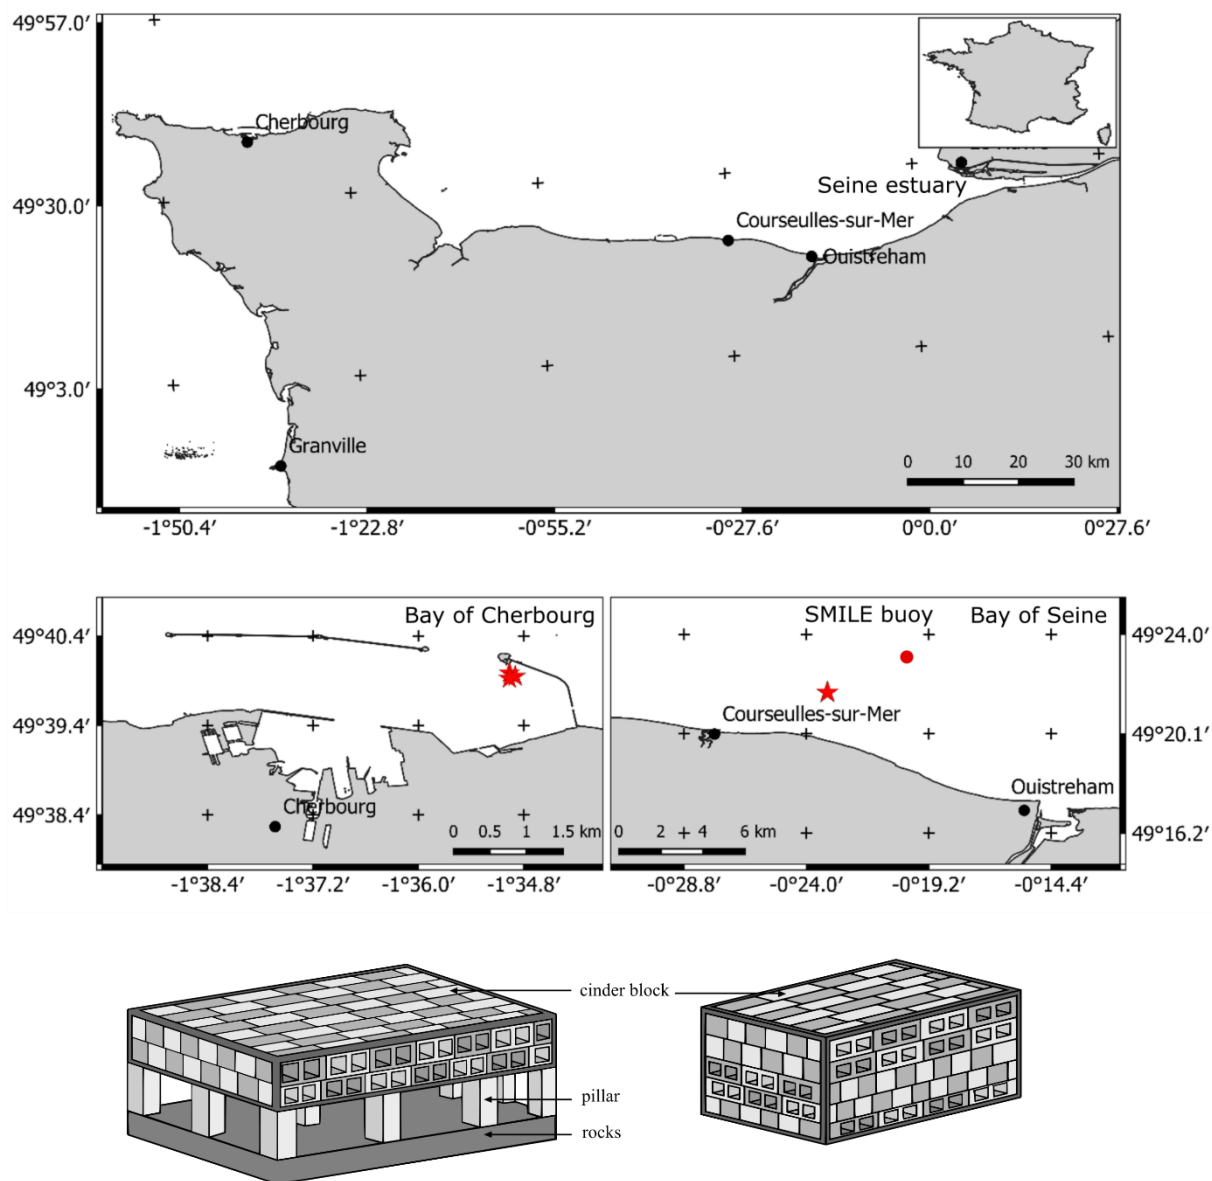 49°57.0′
Cherbourg
Seine estuary
49°30.0′
Courseulles-sur-Mer
Ouistreham
49°3.0′
Granville
0 10 20 30 km
-1°50.4′ -1°22.8′ -0°55.2′ -0°27.6′ 0°0.0′ 0°27.6′
Bay of Cherbourg
49°40.4′
49°39.4′
49°38.4′
Cherbourg
0 0.5 1 1.5 km
-1°38.4′ -1°37.2′ -1°36.0′ -1°34.8′
SMILE buoy Bay of Seine
49°24.0′
Courseulles-sur-Mer
49°20.1′
Ouistreham
49°16.2′
0 2 4 6 km
-0°28.8′ -0°24.0′ -0°19.2′ -0°14.4′
cinder block
pillar
rocks